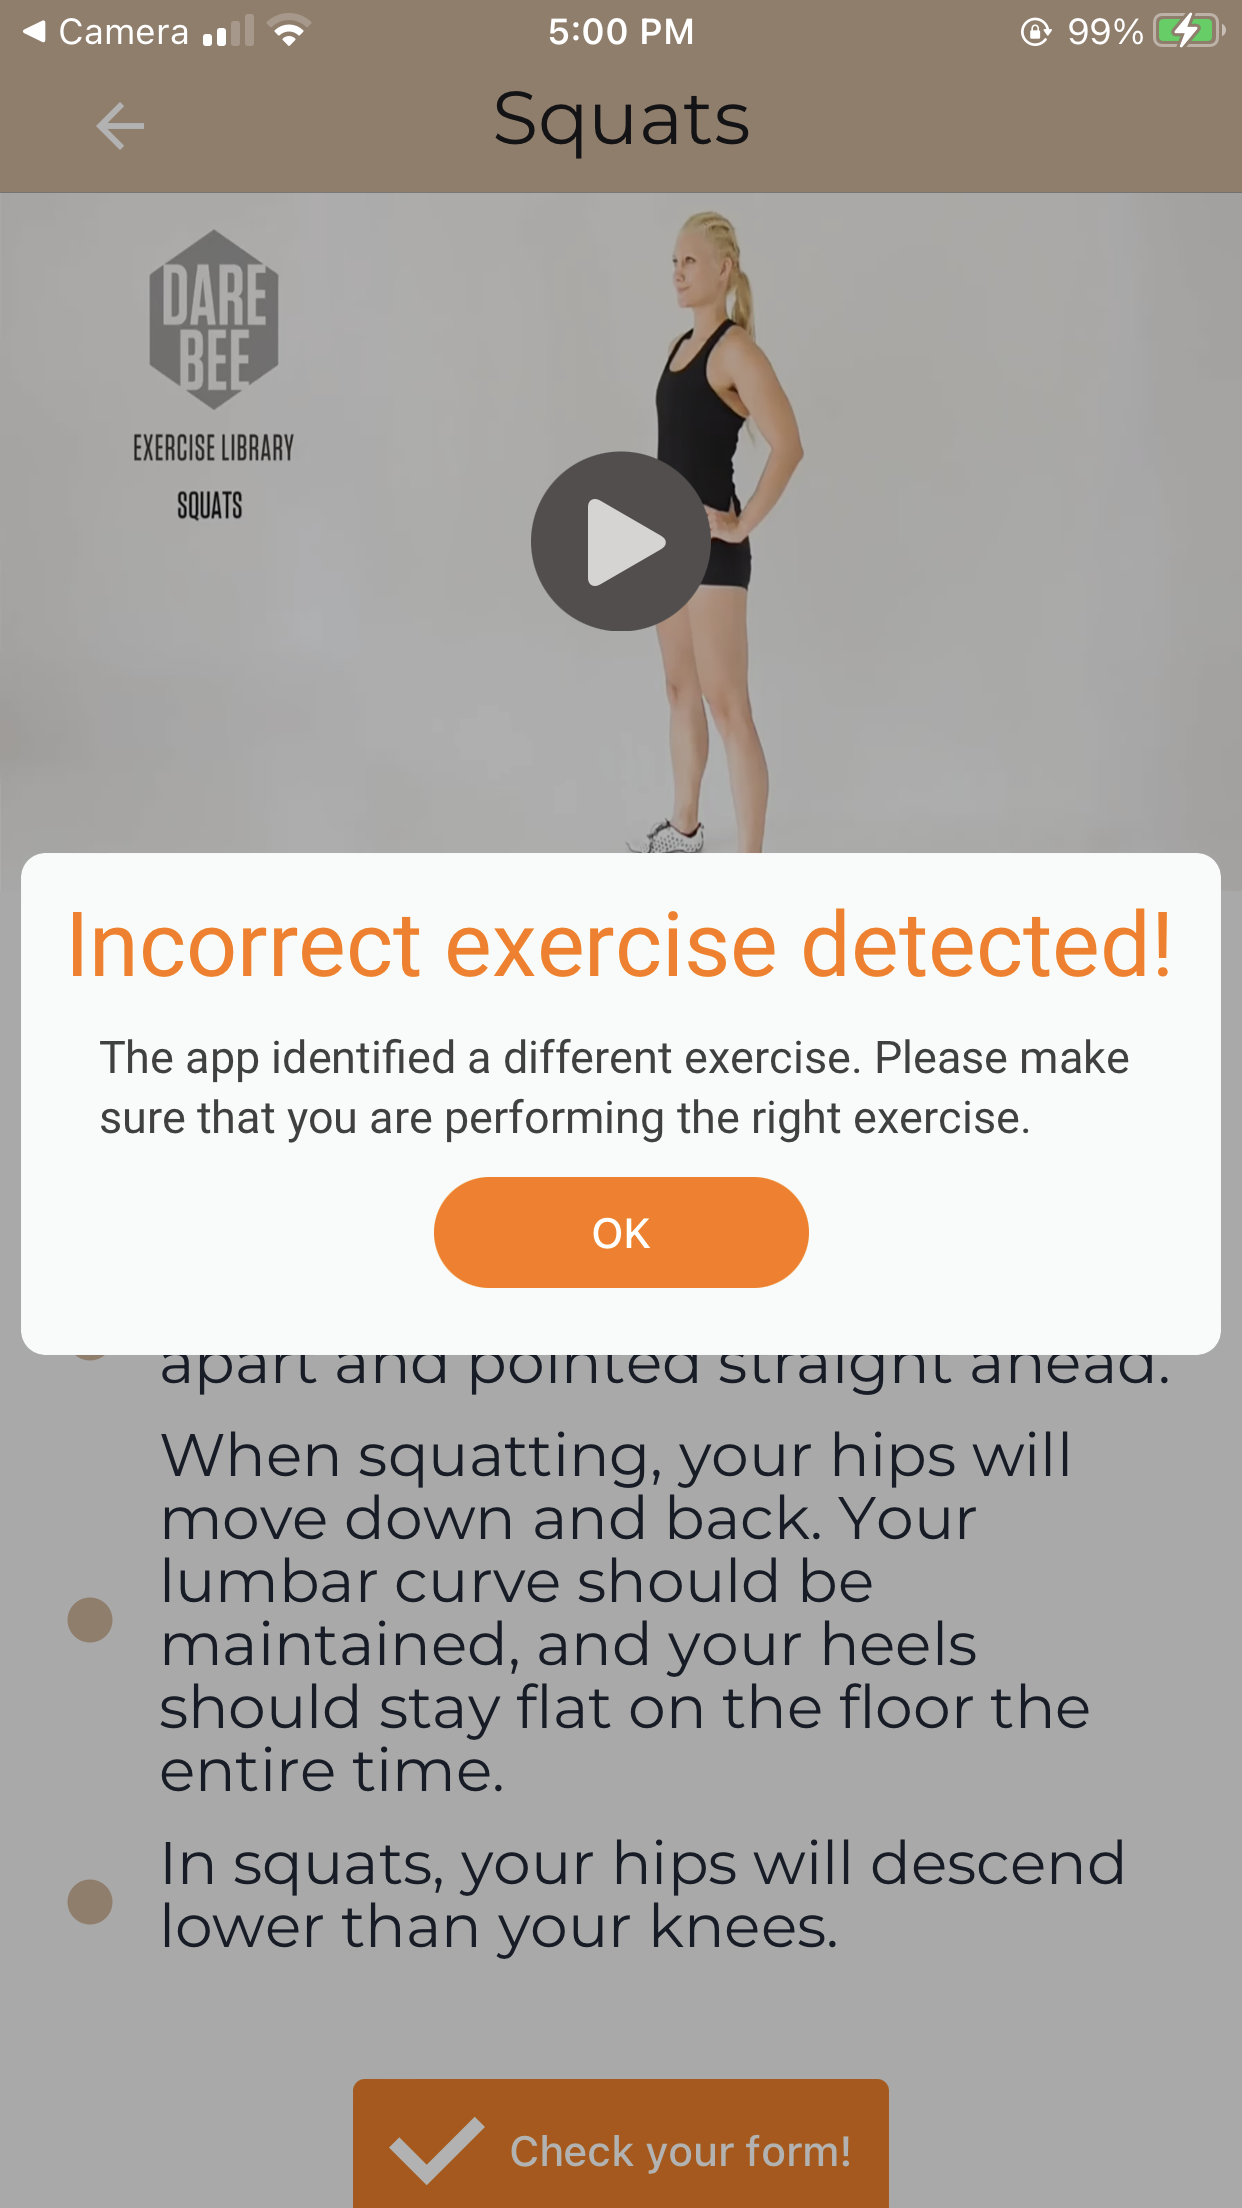 Camera 5:00 PM 99%
Squats
DARE
BEE
EXERCISE LIBRARY
SQUATS
Incorrect exercise detected!
The app identified a different exercise. Please make
sure that you are performing the right exercise.
OK
apart and pointed straight ahead.
When squatting, your hips will
move down and back. Your
lumbar curve should be
maintained, and your heels
should stay flat on the floor the
entire time.
In squats, your hips will descend
lower than your knees.
Check your form!